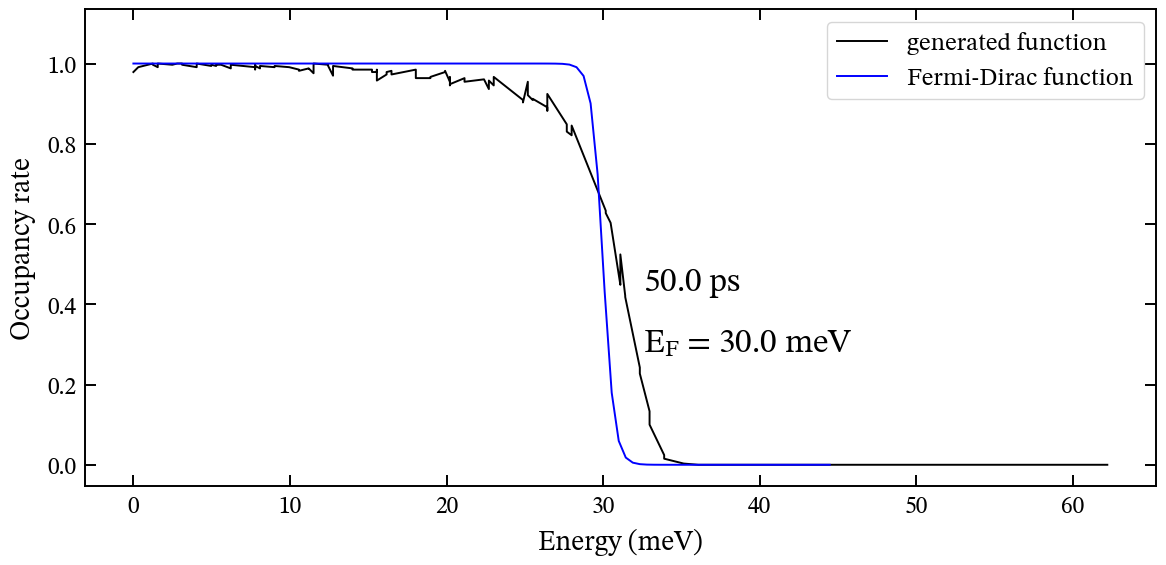 generated function
Fermi-Dirac function
Occupancy rate
1.0
0.8
0.6
0.4
0.2
0.0
50.0 ps
E_F = 30.0 meV
0 10 20 30 40 50 60
Energy (meV)